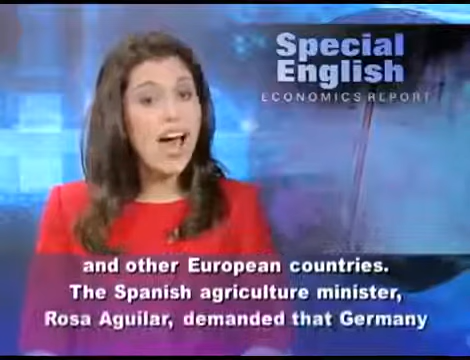 Special
English
ECONOMICS REPORT
and other European countries.
The Spanish agriculture minister,
Rosa Aguilar, demanded that Germany